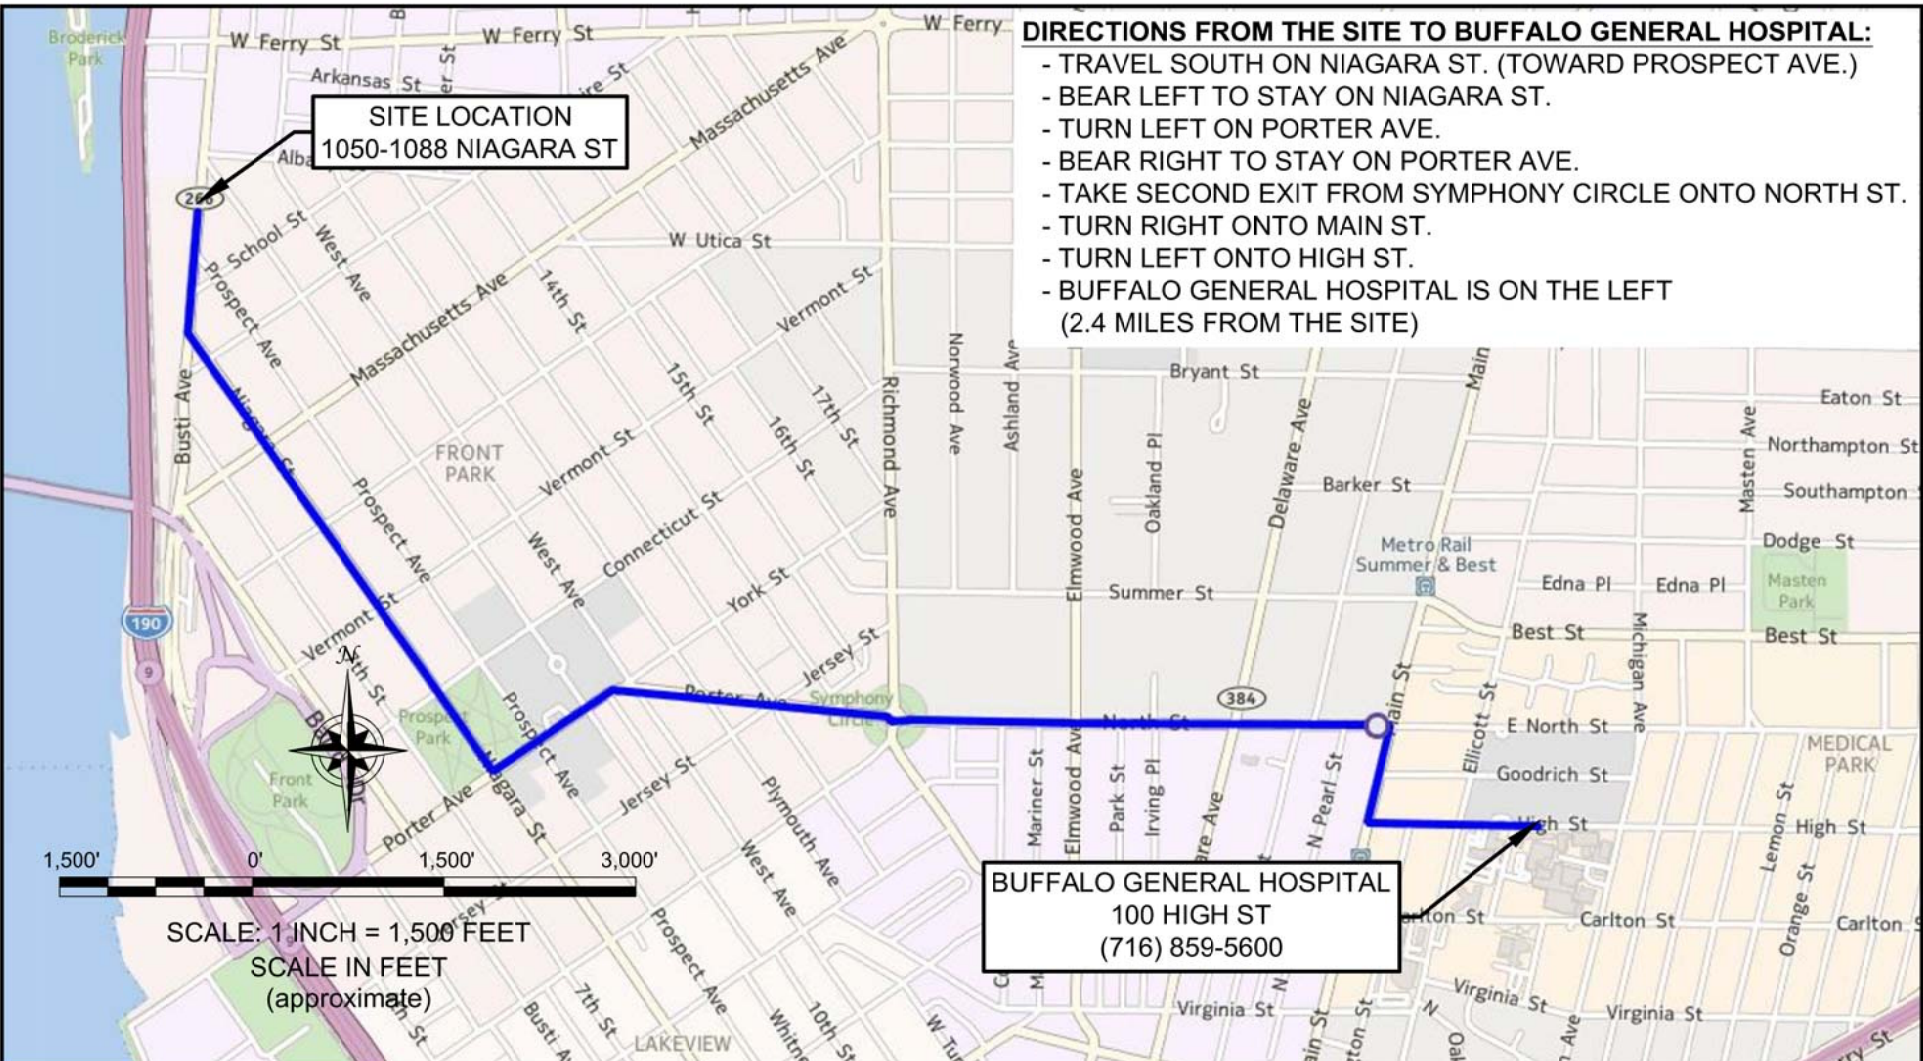 DIRECTIONS FROM THE SITE TO BUFFALO GENERAL HOSPITAL:
- TRAVEL SOUTH ON NIAGARA ST. (TOWARD PROSPECT AVE.)
- BEAR LEFT TO STAY ON NIAGARA ST.
- TURN LEFT ON PORTER AVE.
- BEAR RIGHT TO STAY ON PORTER AVE.
- TAKE SECOND EXIT FROM SYMPHONY CIRCLE ONTO NORTH ST.
- TURN RIGHT ONTO MAIN ST.
- TURN LEFT ONTO HIGH ST.
- BUFFALO GENERAL HOSPITAL IS ON THE LEFT
(2.4 MILES FROM THE SITE)
Broderick
Park
W Ferry St
W Ferry St
W Ferry
Arkansas St
Massachusetts Ave
SITE LOCATION
1050-1088 NIAGARA ST
266
School St
West Ave
Prospect Ave
W Utica St
14th St
Vermont St
Massachusetts Ave
Busti Ave
Niagara St
15th St
17th St
16th St
Richmond Ave
Norwood Ave
Ashland Ave
Bryant St
Main
Eaton St
Northampton St
Masten Ave
Southampton
FRONT
PARK
Vermont St
Prospect Ave
Connecticut St
West Ave
Elmwood Ave
Oakland Pl
Delaware Ave
Barker St
Metro Rail
Summer & Best
Dodge St
Edna Pl
Edna Pl
Masten
Park
York St
Summer St
Best St
Best St
Michigan Ave
190
9
Vermont St
N
Jersey St
Symphony
Circle
Porter Ave
384
North St
Main St
Ellicott St
E North St
Goodrich St
MEDICAL
PARK
Prospect
Park
Prospect Ave
Niagara St
Front
Park
Porter Ave
Jersey St
Plymouth Ave
West Ave
Mariner St
Elmwood Ave
Park St
Irving Pl
N Pearl St
High St
High St
Lemon St
Orange St
1,500' 0' 1,500' 3,000'
SCALE: 1 INCH = 1,500 FEET
SCALE IN FEET
(approximate)
BUFFALO GENERAL HOSPITAL
100 HIGH ST
(716) 859-5600
Carlton St
Carlton
Prospect Ave
7th St
10th St
LAKEVIEW
Virginia St
Virginia St
Virginia St